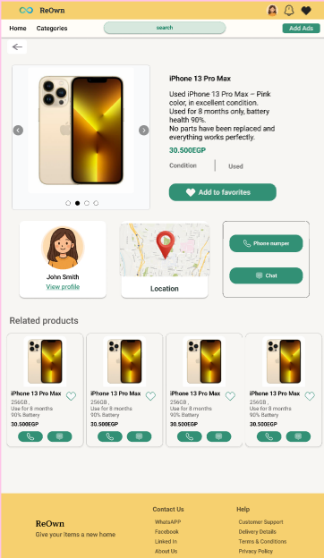 ReOwn
Home Categories search Add Ads
iPhone 13 Pro Max
Used iPhone 13 Pro Max – Pink
color, in excellent condition.
Used for 8 months only, battery
health 90%.
No parts have been replaced and
everything works perfectly.
30.500EGP
Condition | Used
Add to favorites
John Smith
View profile
Location
Phone numper
Chat
Related products
iPhone 13 Pro Max
256GB ,
Use for 8 months
90% Battery
30.500EGP
iPhone 13 Pro Max
256GB ,
Use for 8 months
90% Battery
30.500EGP
iPhone 13 Pro Max
256GB ,
Use for 8 months
90% Battery
30.500EGP
iPhone 13 Pro Max
256GB ,
Use for 8 months
90% Battery
30.500EGP
ReOwn
Give your items a new home
Contact Us
WhatsAPP
Facebook
Linked In
About Us
Help
Customer Support
Delivery Details
Terms & Conditions
Privacy Policy